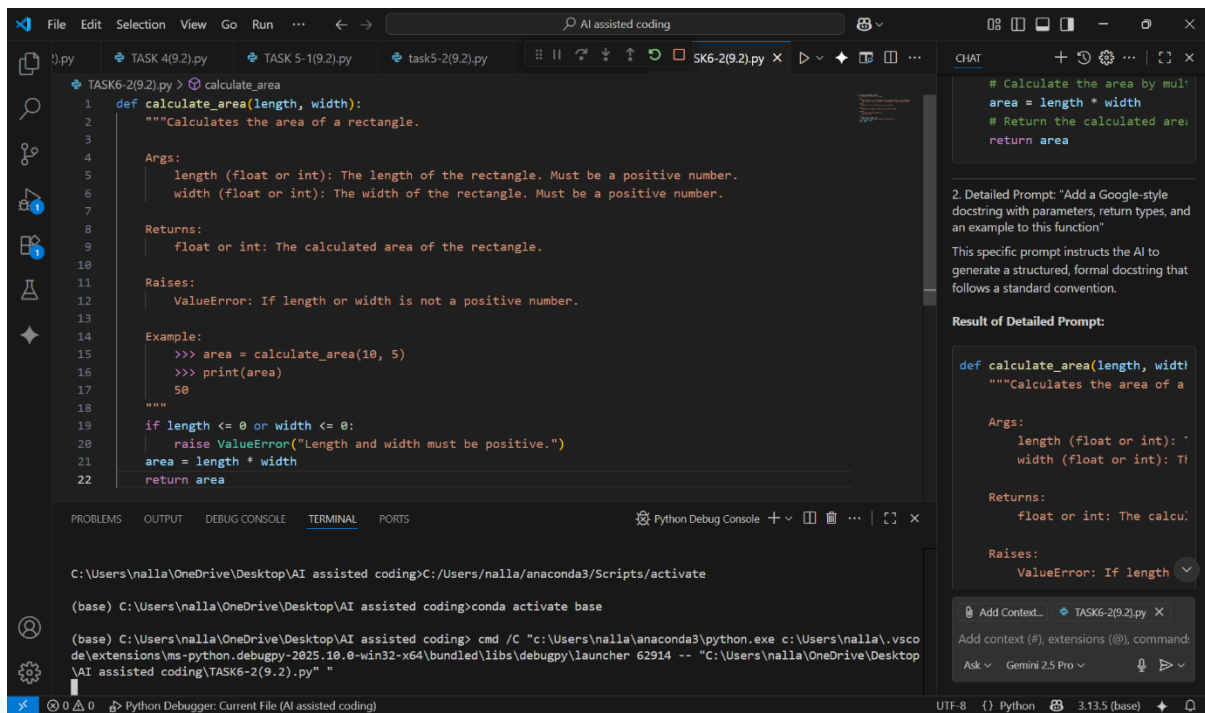 File Edit Selection View Go Run ··· AI assisted coding
?).py TASK 4(9.2).py TASK 5-1(9.2).py task5-2(9.2).py SK6-2(9.2).py
TASK6-2(9.2).py > calculate_area
1 def calculate_area(length, width):
2 """Calculates the area of a rectangle.
3
4 Args:
5 length (float or int): The length of the rectangle. Must be a positive number.
6 width (float or int): The width of the rectangle. Must be a positive number.
7
8 Returns:
9 float or int: The calculated area of the rectangle.
10
11 Raises:
12 ValueError: If length or width is not a positive number.
13
14 Example:
15 >>> area = calculate_area(10, 5)
16 >>> print(area)
17 50
18 """
19 if length <= 0 or width <= 0:
20 raise ValueError("Length and width must be positive.")
21 area = length * width
22 return area
1
1
PROBLEMS OUTPUT DEBUG CONSOLE TERMINAL PORTS Python Debug Console
C:\Users\nalla\OneDrive\Desktop\AI assisted coding>C:/Users/nalla/anaconda3/Scripts/activate
(base) C:\Users\nalla\OneDrive\Desktop\AI assisted coding>conda activate base
(base) C:\Users\nalla\OneDrive\Desktop\AI assisted coding> cmd /C "c:\Users\nalla\anaconda3\python.exe c:\Users\nalla\.vsco
de\extensions\ms-python.debugpy-2025.10.0-win32-x64\bundled\libs\debugpy\launcher 62914 -- "C:\Users\nalla\OneDrive\Desktop
\AI assisted coding\TASK6-2(9.2).py" "
CHAT
# Calculate the area by mul
area = length * width
# Return the calculated area
return area
2. Detailed Prompt: "Add a Google-style
docstring with parameters, return types, and
an example to this function"
This specific prompt instructs the AI to
generate a structured, formal docstring that
follows a standard convention.
Result of Detailed Prompt:
def calculate_area(length, widt
"""Calculates the area of a
Args:
length (float or int):
width (float or int): Th
Returns:
float or int: The calcu
Raises:
ValueError: If length
Add Context... TASK6-2(9.2).py
Add context (#), extensions (@), command
Ask Gemini 2.5 Pro
0 0 Python Debugger: Current File (AI assisted coding) UTF-8 {} Python 3.13.5 (base)